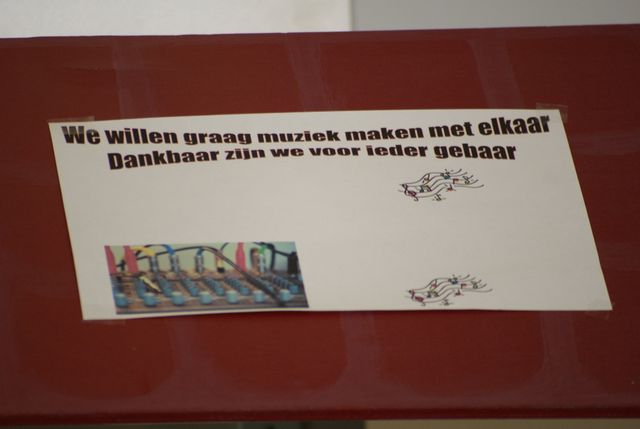 We willen graag muziek maken met elkaar
Dankbaar zijn we voor ieder gebaar